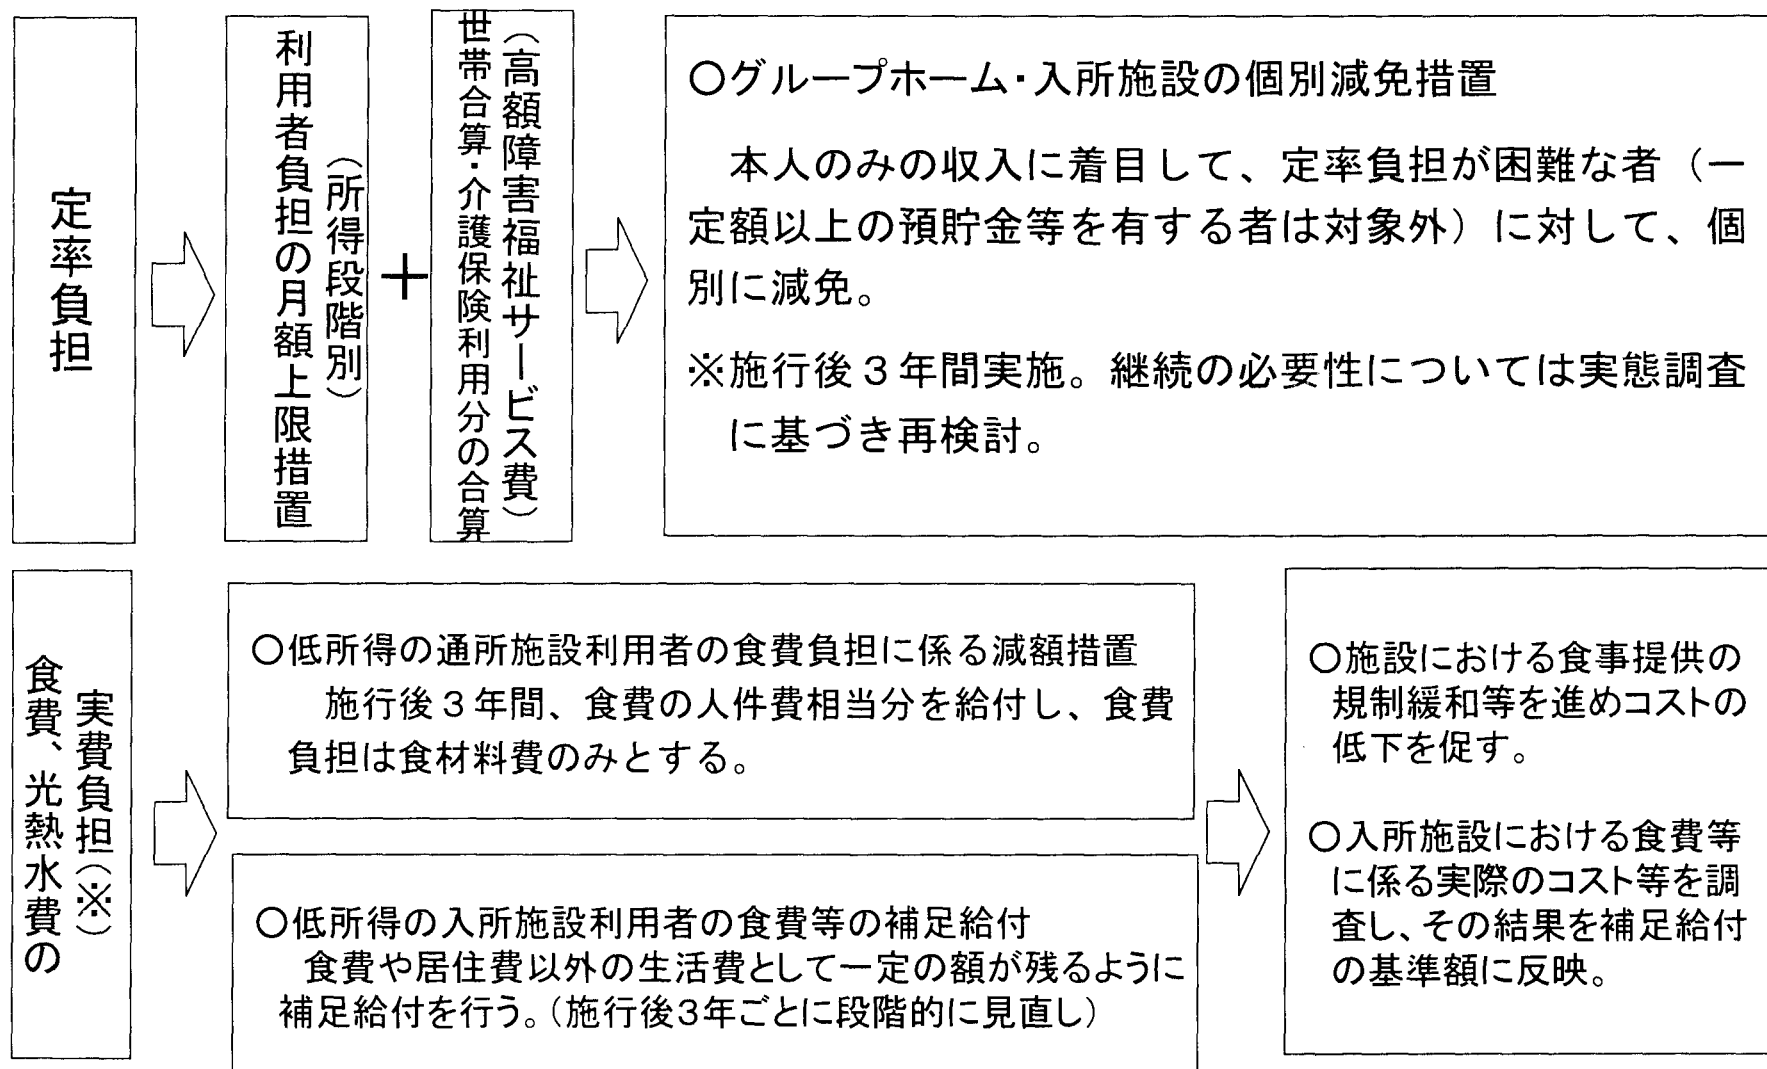 定率負担
利用者負担の月額上限措置
（所得段階別）
＋
（高額障害福祉サービス費）
世帯合算・介護保険利用分の合算
○グループホーム・入所施設の個別減免措置
本人のみの収入に着目して、定率負担が困難な者（一
定額以上の預貯金等を有する者は対象外）に対して、個
別に減免。
※施行後３年間実施。継続の必要性については実態調査
に基づき再検討。
食費、光熱水費の
実費負担（※）
○低所得の通所施設利用者の食費負担に係る減額措置
施行後３年間、食費の人件費相当分を給付し、食費
負担は食材料費のみとする。
○低所得の入所施設利用者の食費等の補足給付
食費や居住費以外の生活費として一定の額が残るように
補足給付を行う。（施行後3年ごとに段階的に見直し）
○施設における食事提供の
規制緩和等を進めコストの
低下を促す。
○入所施設における食費等
に係る実際のコスト等を調
査し、その結果を補足給付
の基準額に反映。